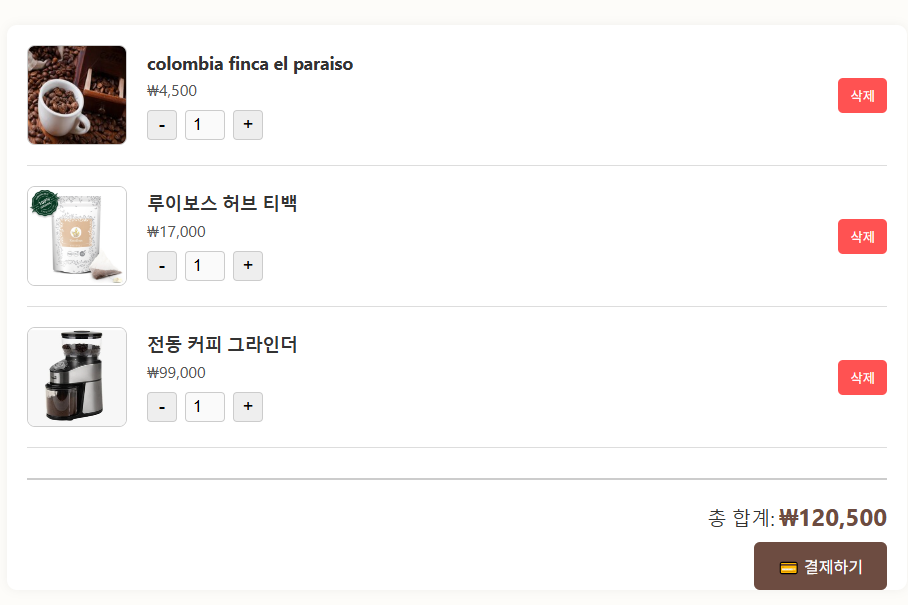 colombia finca el paraiso
₩4,500
- 1 +
삭제
루이보스 허브 티백
₩17,000
- 1 +
삭제
전동 커피 그라인더
₩99,000
- 1 +
삭제
총 합계: ₩120,500
💳 결제하기